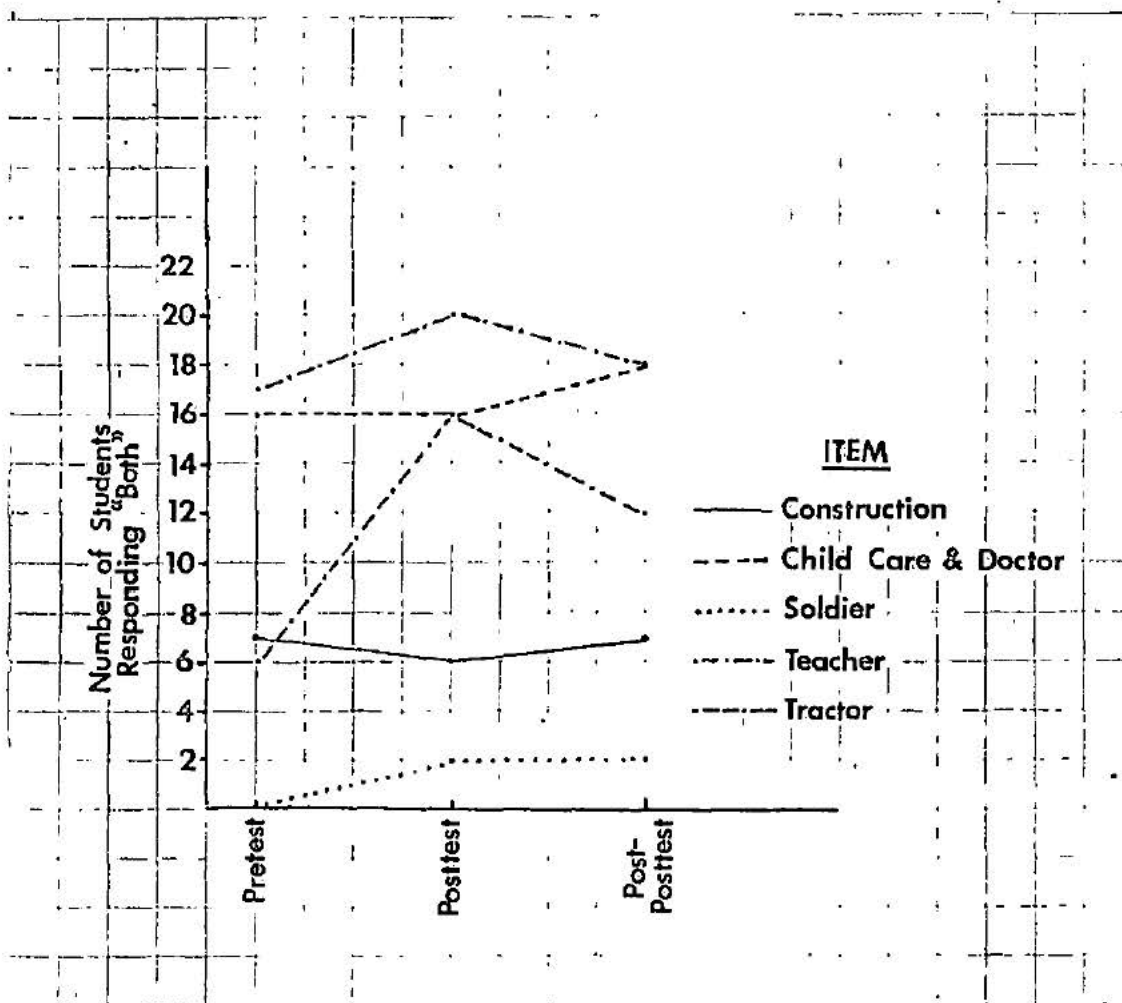 22
20
18
16
14
12
10
8
6
4
2
Number of Students
Responding "Both"
Pretest
Posttest
Post-
Posttest
ITEM
Construction
Child Care & Doctor
Soldier
Teacher
Tractor